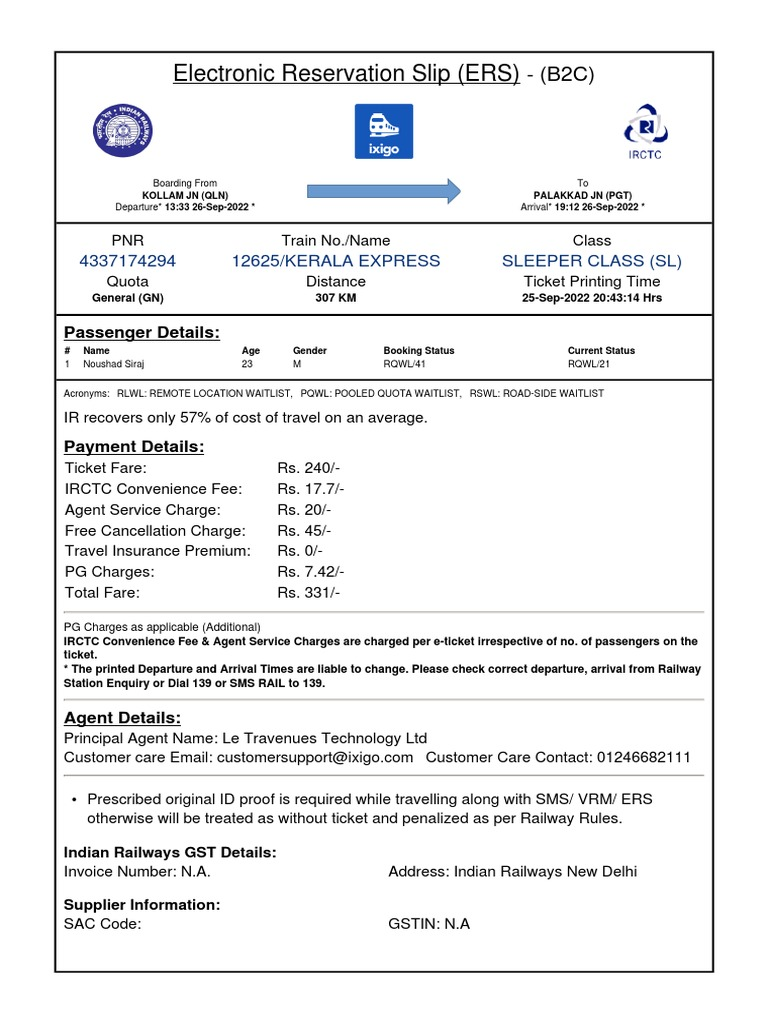 Electronic Reservation Slip (ERS) - (B2C)
INDIAN RAILWAYS
ixigo
IRCTC
Boarding From
KOLLAM JN (QLN)
Departure* 13:33 26-Sep-2022 *
To
PALAKKAD JN (PGT)
Arrival* 19:12 26-Sep-2022 *
PNR Train No./Name Class
4337174294 12625/KERALA EXPRESS SLEEPER CLASS (SL)
Quota Distance Ticket Printing Time
General (GN) 307 KM 25-Sep-2022 20:43:14 Hrs
Passenger Details:
# Name Age Gender Booking Status Current Status
1 Noushad Siraj 23 M RQWL/41 RQWL/21
Acronyms: RLWL: REMOTE LOCATION WAITLIST, PQWL: POOLED QUOTA WAITLIST, RSWL: ROAD-SIDE WAITLIST
IR recovers only 57% of cost of travel on an average.
Payment Details:
Ticket Fare: Rs. 240/-
IRCTC Convenience Fee: Rs. 17.7/-
Agent Service Charge: Rs. 20/-
Free Cancellation Charge: Rs. 45/-
Travel Insurance Premium: Rs. 0/-
PG Charges: Rs. 7.42/-
Total Fare: Rs. 331/-
PG Charges as applicable (Additional)
IRCTC Convenience Fee & Agent Service Charges are charged per e-ticket irrespective of no. of passengers on the
ticket.
* The printed Departure and Arrival Times are liable to change. Please check correct departure, arrival from Railway
Station Enquiry or Dial 139 or SMS RAIL to 139.
Agent Details:
Principal Agent Name: Le Travenues Technology Ltd
Customer care Email: customersupport@ixigo.com Customer Care Contact: 01246682111
• Prescribed original ID proof is required while travelling along with SMS/ VRM/ ERS
otherwise will be treated as without ticket and penalized as per Railway Rules.
Indian Railways GST Details:
Invoice Number: N.A. Address: Indian Railways New Delhi
Supplier Information:
SAC Code: GSTIN: N.A